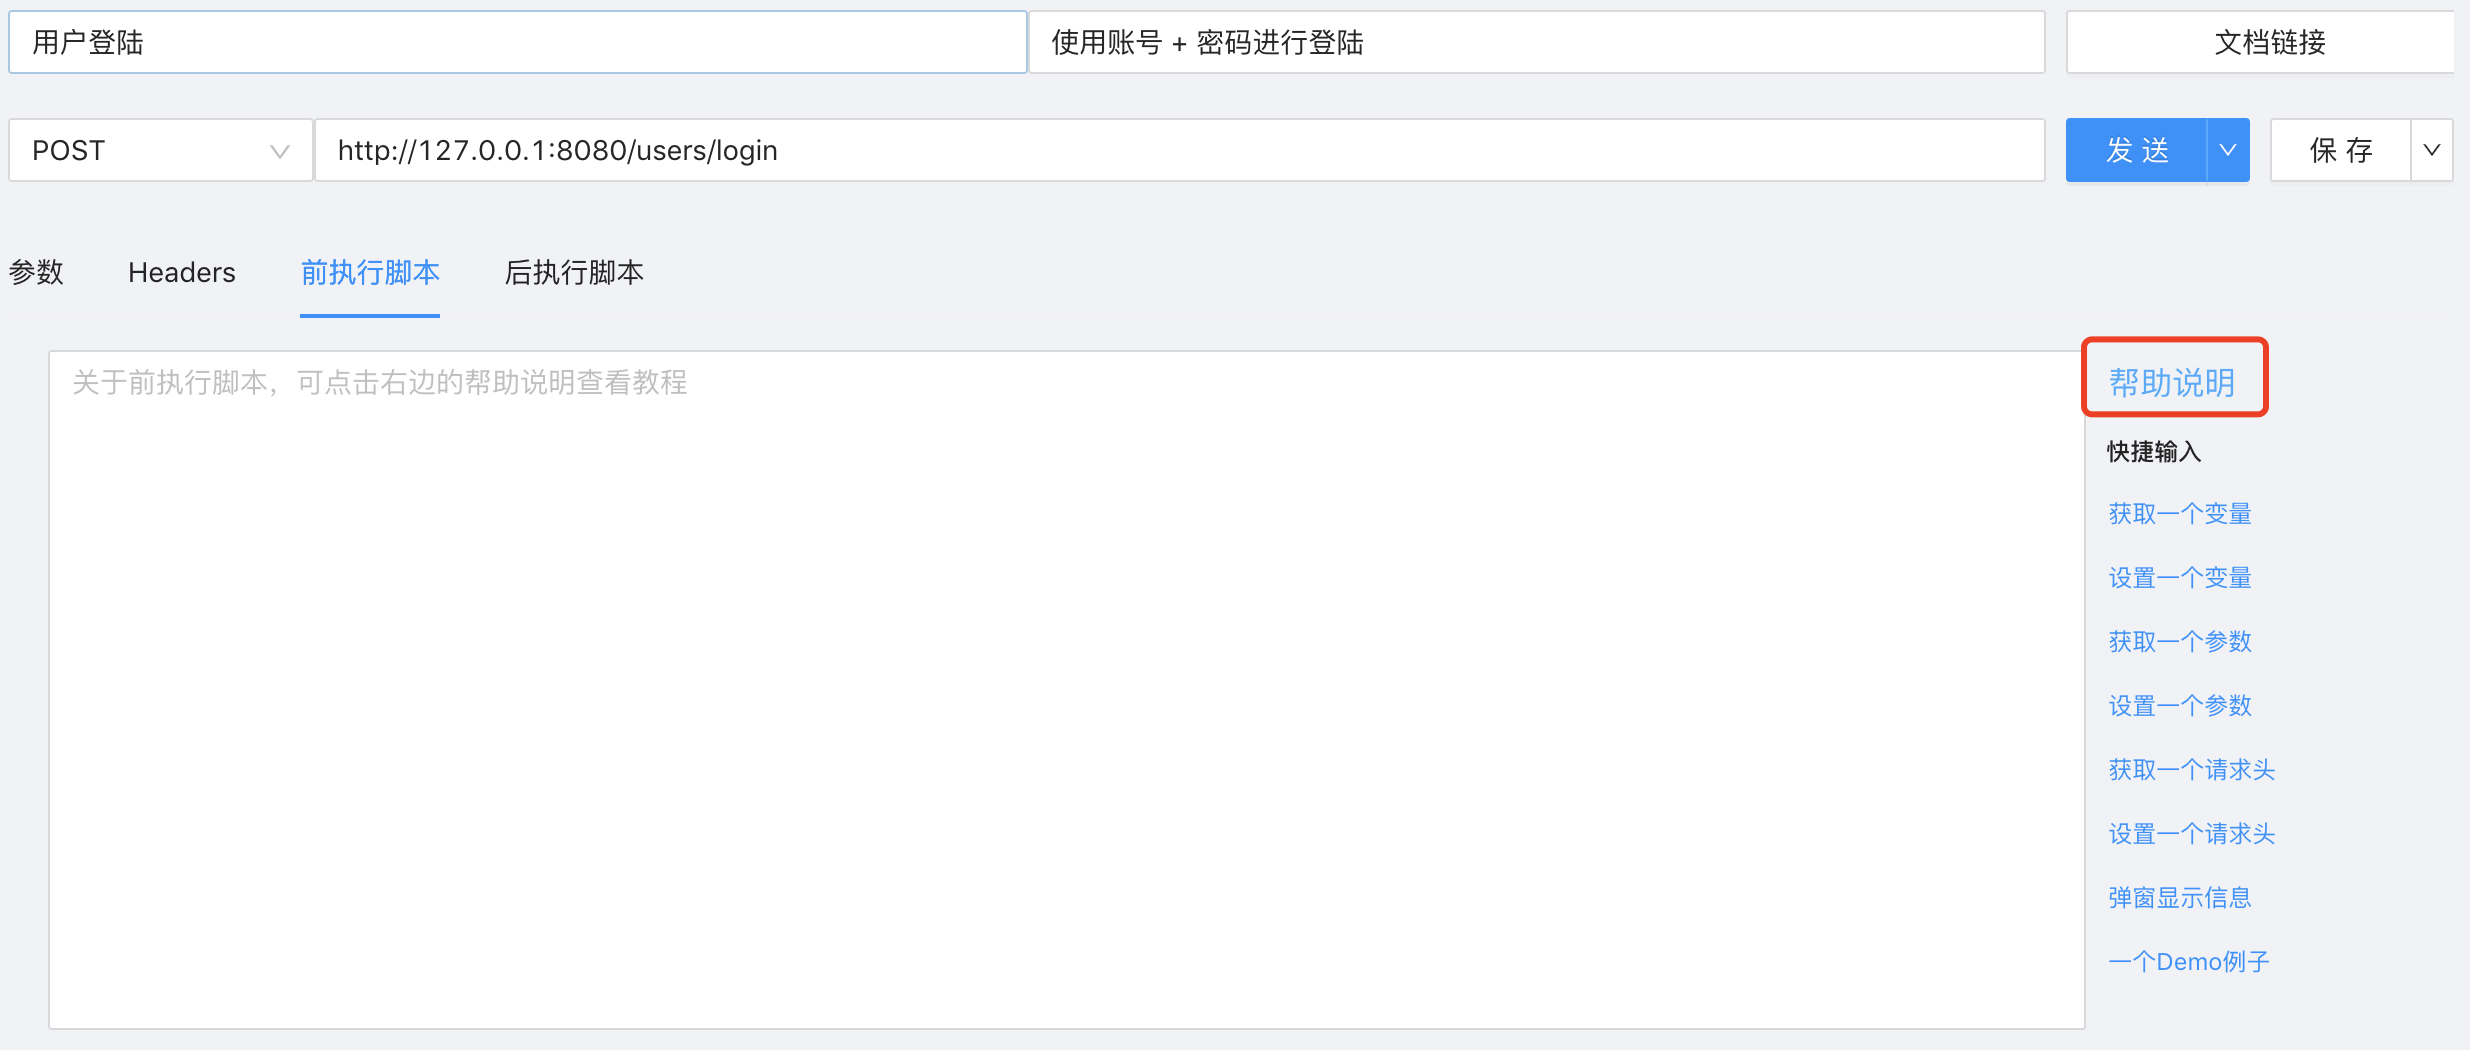 用户登陆
使用账号 + 密码进行登陆
文档链接
POST
http://127.0.0.1:8080/users/login
发 送
保 存
参数
Headers
前执行脚本
后执行脚本
关于前执行脚本，可点击右边的帮助说明查看教程
帮助说明
快捷输入
获取一个变量
设置一个变量
获取一个参数
设置一个参数
获取一个请求头
设置一个请求头
弹窗显示信息
一个Demo例子